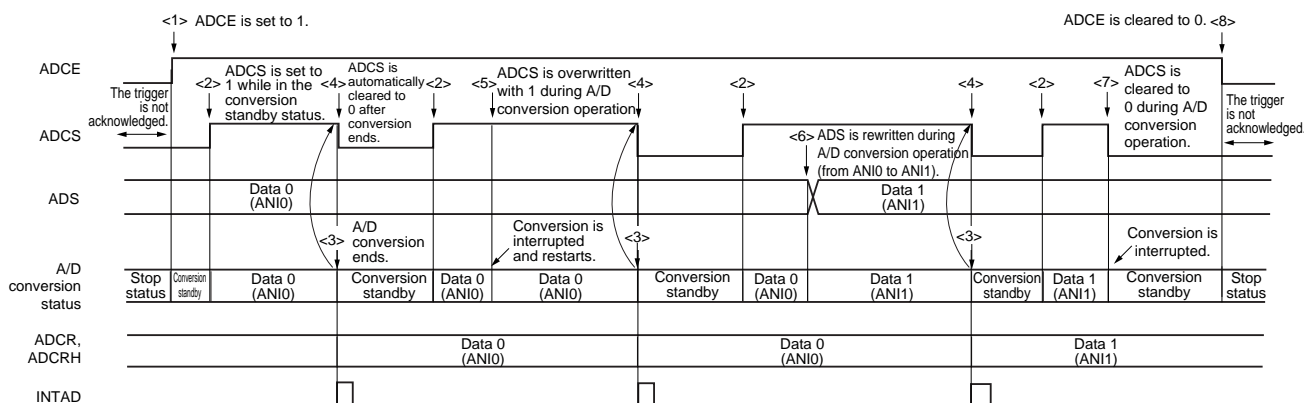 <1> ADCE is set to 1.
ADCE is cleared to 0. <8>
ADCE
The trigger
is not
acknowledged.
<2>
ADCS is set to
1 while in the
conversion
standby status.
<4>
ADCS is
automatically
cleared to
0 after
conversion
ends.
<2>
<5>
ADCS is overwritten
with 1 during A/D
conversion operation
<4>
<2>
<4>
<2>
<7>
ADCS is
cleared to
0 during A/D
conversion
operation.
The trigger
is not
acknowledged.
ADCS
<6> ADS is rewritten during
A/D conversion operation
(from ANI0 to ANI1).
ADS
Data 0
(ANI0)
Data 1
(ANI1)
<3>
A/D
conversion
ends.
Conversion is
interrupted
and restarts.
<3>
<3>
Conversion is
interrupted.
A/D
conversion
status
Stop
status
Conversion
standby
Data 0
(ANI0)
Conversion
standby
Data 0
(ANI0)
Data 0
(ANI0)
Conversion
standby
Data 0
(ANI0)
Data 1
(ANI1)
Conversion
standby
Data 1
(ANI1)
Conversion
standby
Stop
status
ADCR,
ADCRH
Data 0
(ANI0)
Data 0
(ANI0)
Data 1
(ANI1)
INTAD